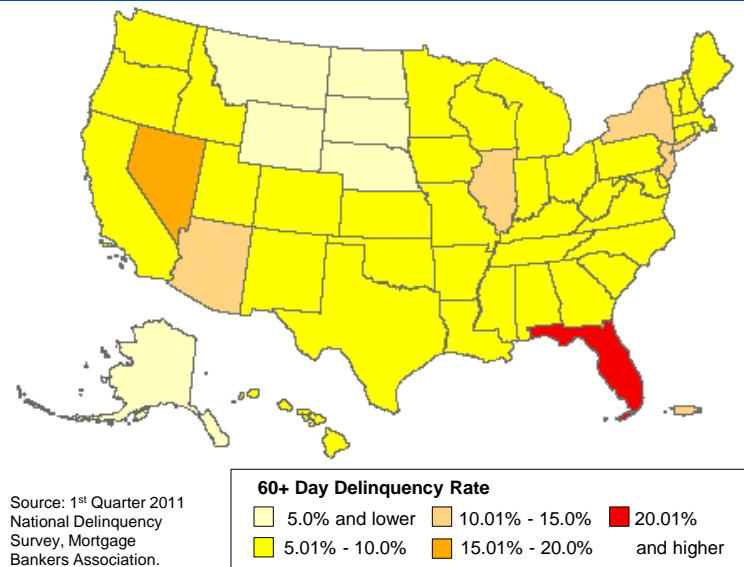 Source: 1st Quarter 2011
National Delinquency
Survey, Mortgage
Bankers Association.
60+ Day Delinquency Rate
5.0% and lower
10.01% - 15.0%
20.01%
and higher
5.01% - 10.0%
15.01% - 20.0%